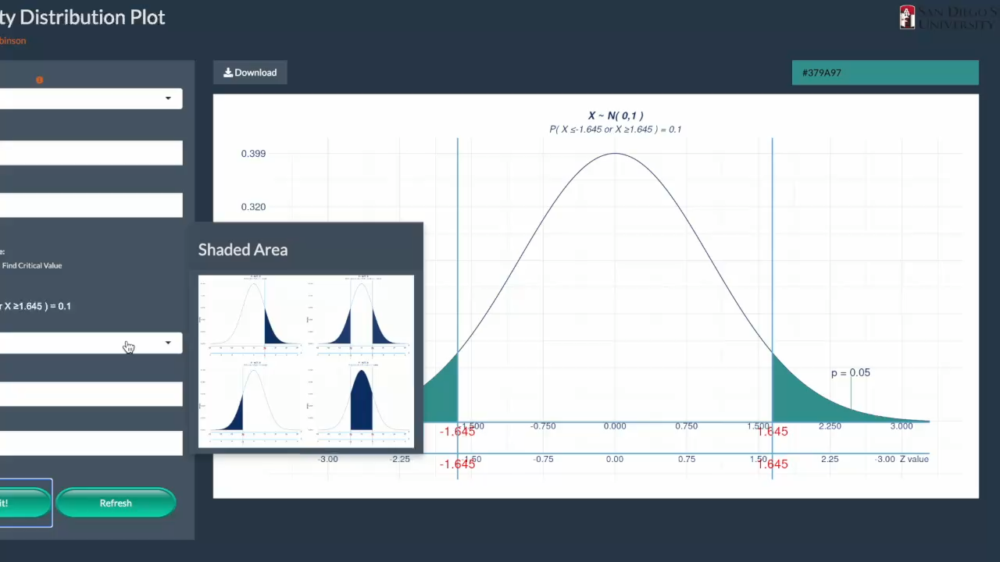 ty Distribution Plot
SAN DIEGO S
UNIVERSITY
binson
Download
#379A97
X ~ N( 0,1 )
P( X ≤-1.645 or X ≥1.645 ) = 0.1
0.399
0.320
Shaded Area
e:
Find Critical Value
r X ≥1.645 ) = 0.1
p = 0.05
-1.500 -0.750 0.000 0.750 1.500 2.250 3.000
-1.645 1.645
-3.00 -2.25 -1.50 -0.75 0.00 0.75 1.50 2.25 -3.00 Z value
-1.645 1.645
it!
Refresh